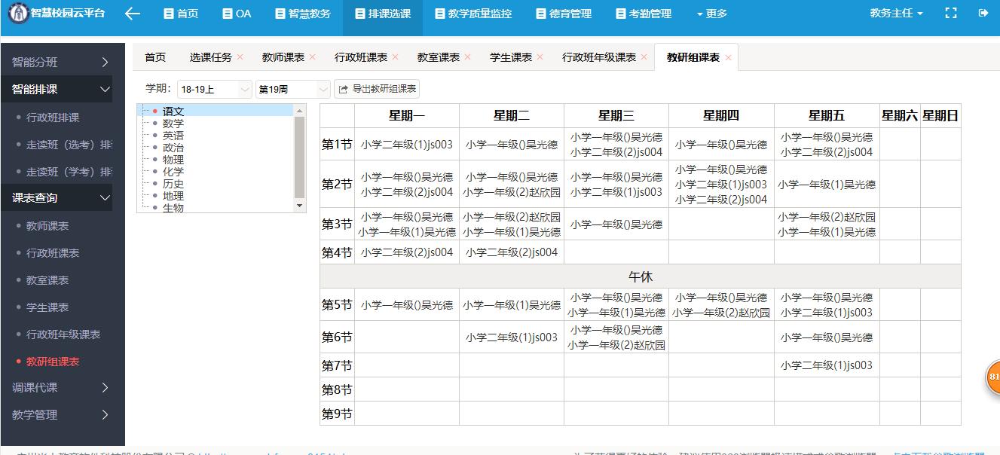 智慧校园云平台 首页 OA 智慧教务 排课选课 教学质量监控 德育管理 考勤管理 更多 教务主任
智能分班
智能排课
行政班排课
走读班（选考）排
走读班（学考）排
课表查询
教师课表
行政班课表
教室课表
学生课表
行政班年级课表
教研组课表
调课代课
教学管理
首页 选课任务 教师课表 行政班课表 教室课表 学生课表 行政班年级课表 教研组课表
学期: 18-19上 第19周 导出教研组课表
语文
数学
英语
政治
物理
化学
历史
地理
生物
星期一 星期二 星期三 星期四 星期五 星期六 星期日
第1节 小学二年级(1)js003 小学一年级()吴光德 小学一年级()吴光德 小学二年级(2)js004 小学一年级()吴光德 小学一年级()吴光德 小学二年级(2)js004
第2节 小学一年级()吴光德 小学二年级(2)js004 小学一年级()吴光德 小学一年级(2)赵欣园 小学一年级()吴光德 小学二年级(1)js003 小学一年级()吴光德 小学二年级(1)js003 小学二年级(2)js004 小学一年级(1)吴光德
第3节 小学一年级()吴光德 小学一年级(1)吴光德 小学一年级(2)赵欣园 小学一年级(1)吴光德 小学一年级()吴光德 小学一年级(2)赵欣园 小学一年级(1)吴光德
第4节 小学二年级(2)js004 小学二年级(2)js004
午休
第5节 小学一年级()吴光德 小学一年级(1)吴光德 小学一年级()吴光德 小学一年级(1)吴光德 小学一年级()吴光德 小学一年级(2)赵欣园 小学一年级()吴光德 小学二年级(1)js003
第6节 小学二年级(1)js003 小学一年级()吴光德 小学一年级(2)赵欣园 小学一年级()吴光德
第7节 小学二年级(1)js003
第8节
第9节
81